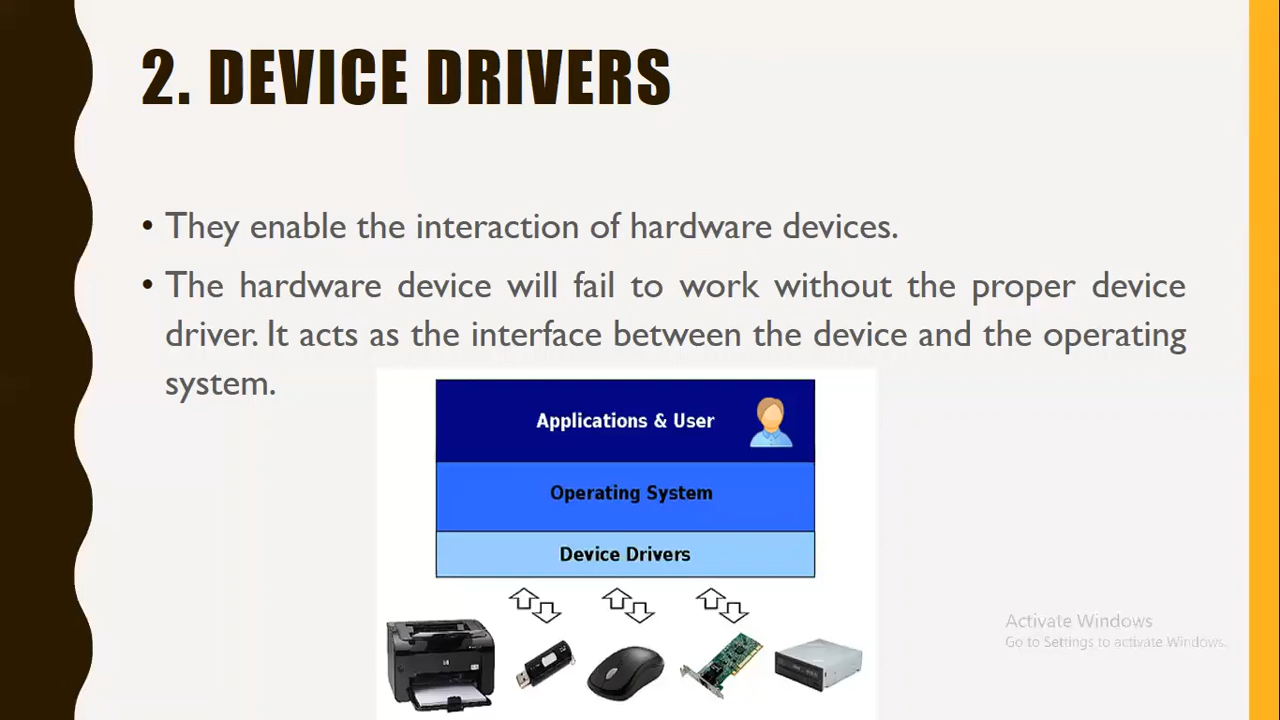 2. DEVICE DRIVERS
• They enable the interaction of hardware devices.
• The hardware device will fail to work without the proper device
driver. It acts as the interface between the device and the operating
system.
Applications & User
Operating System
Device Drivers
Activate Windows
Go to Settings to activate Windows.